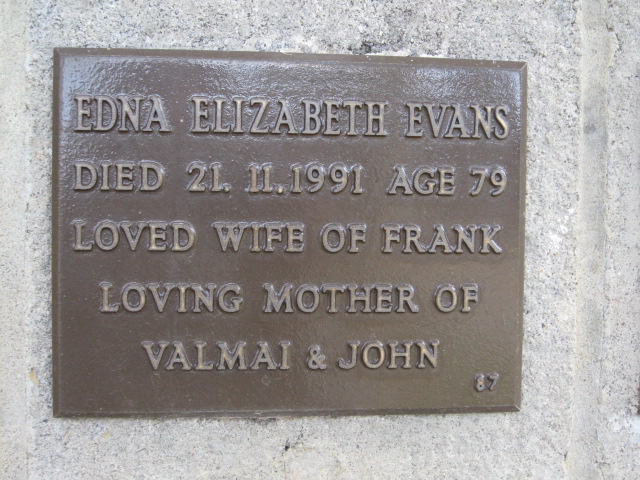 EDNA ELIZABETH EVANS
DIED 21. 11. 1991 AGE 79
LOVED WIFE OF FRANK
LOVING MOTHER OF
VALMAI & JOHN
87